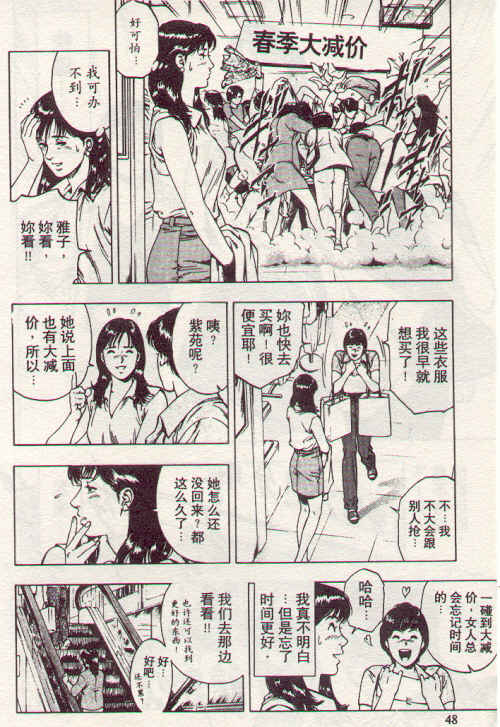 春季大减价
好可怕…
我可办
不到…
雅子，
妳看，
妳看!!
这些衣服
我很早就
想买了!
妳也快去
买啊!很
便宜耶!
不…我
不大会跟
别人抢…
咦?
紫苑呢?
她说上面
也有大减
价，所以…
她怎么还
没回来?都
这么久了…
一碰到大减
价，女人总
会忘记时间
的…
哈哈…
我真不明白
…但是忘了
时间更好．
我们去那边
看看!!
也许还可以找到
更好的东西!
好…
好吧…
还不累?
48